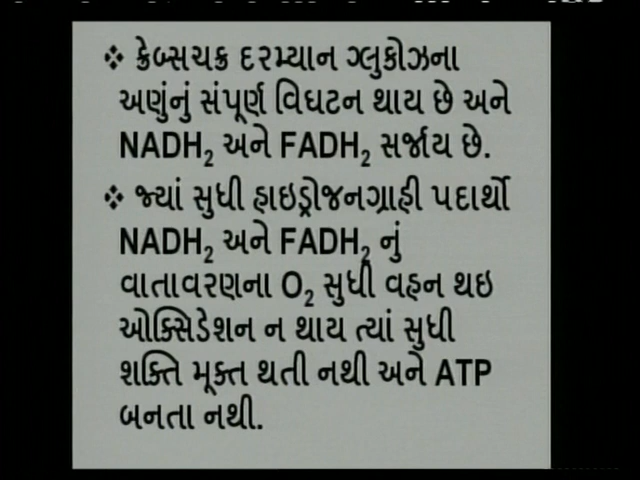 ❖ ક્રેબ્સચક્ર દરમ્યાન ગ્લુકોઝના
અણુંનું સંપૂર્ણ વિઘટન થાય છે અને
NADH₂ અને FADH₂ સર્જાય છે.
❖ જ્યાં સુધી હાઇડ્રોજનગ્રાહી પદાર્થો
NADH₂ અને FADH₂ નું
વાતાવરણના O₂ સુધી વહન થઇ
ઓક્સિડેશન ન થાય ત્યાં સુધી
શક્તિ મૂક્ત થતી નથી અને ATP
બનતા નથી.